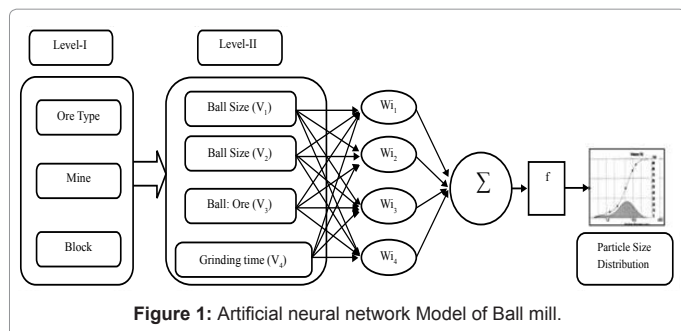 Level-I
Ore Type
Mine
Block
Level-II
Ball Size (V1)
Ball Size (V2)
Ball: Ore (V3)
Grinding time (V4)
Wi1
Wi2
Wi3
Wi4
Σ
f
Particle Size
Distribution
Figure 1: Artificial neural network Model of Ball mill.